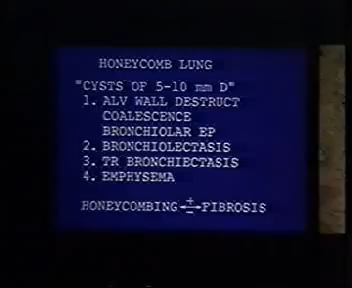 HONEYCOMB LUNG
"CYSTS OF 5-10 mm D"
1. ALV WALL DESTRUCT
COALESCENCE
BRONCHIOLAR EP
2. BRONCHIOLECTASIS
3. TR BRONCHIECTASIS
4. EMPHYSEMA
HONEYCOMBING ±↔ FIBROSIS